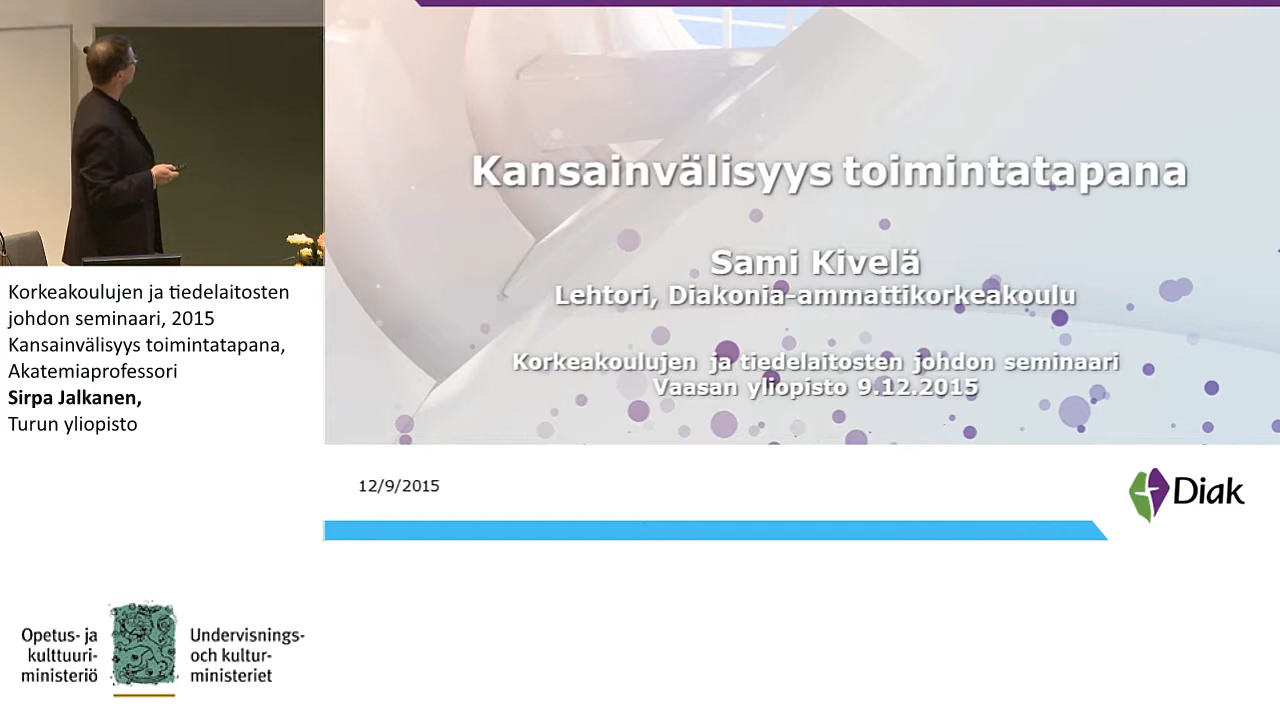 Kansainvälisyys toimintatapana
Sami Kivelä
Lehtori, Diakonia-ammattikorkeakoulu
Korkeakoulujen ja tiedelaitosten johdon seminaari
Vaasan yliopisto 9.12.2015
12/9/2015
Diak
Korkeakoulujen ja tiedelaitosten
johdon seminaari, 2015
Kansainvälisyys toimintatapana,
Akatemiaprofessori
Sirpa Jalkanen,
Turun yliopisto
Opetus- ja
kulttuuri-
ministeriö
Undervisnings-
och kultur-
ministeriet